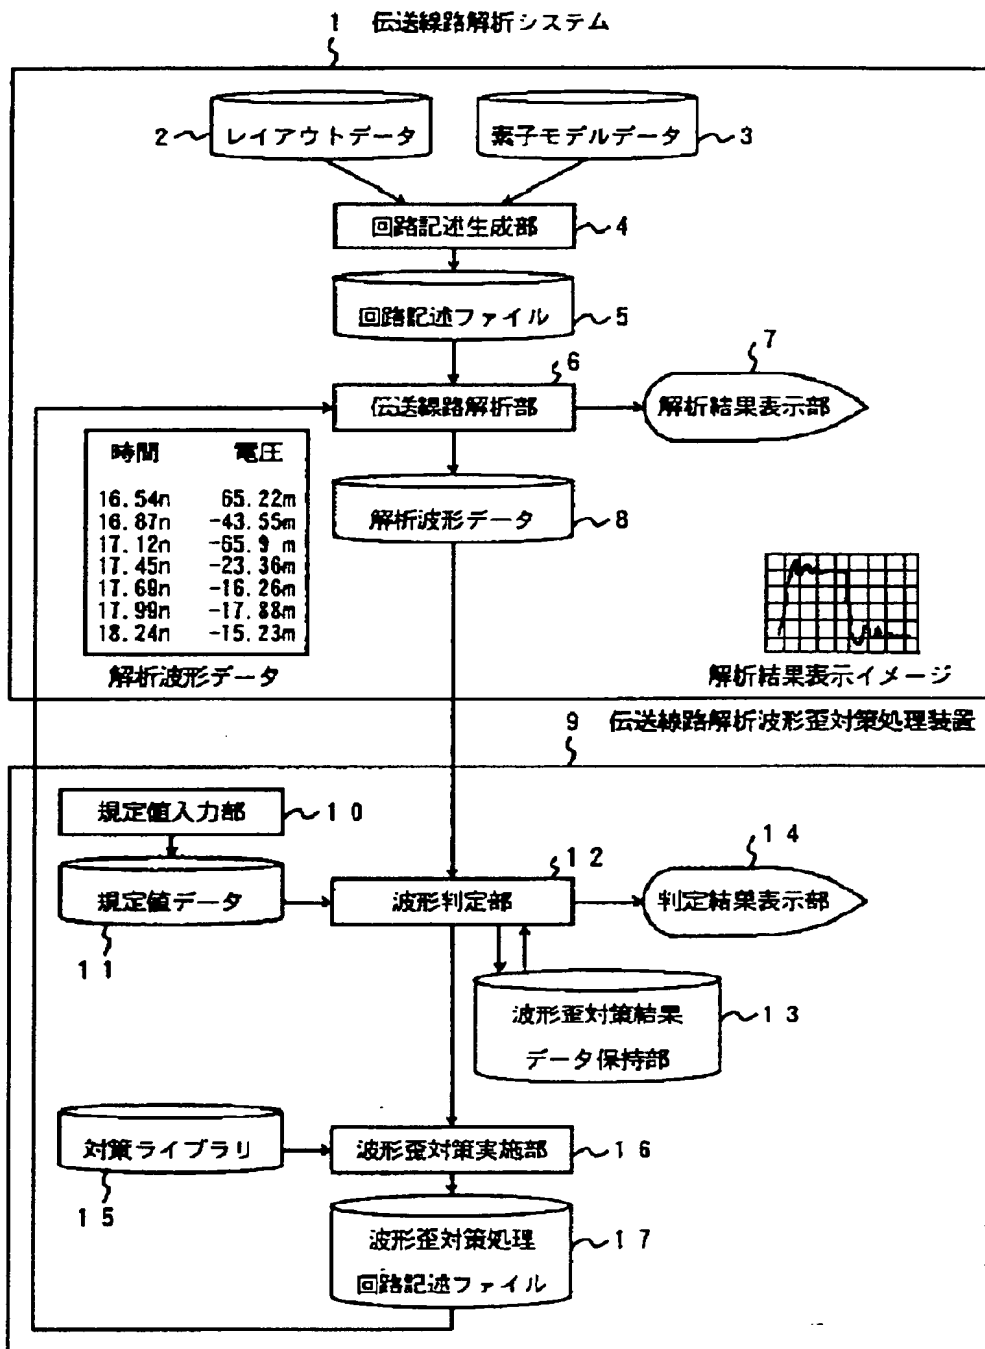 1 伝送線路解析システム
2 レイアウトデータ
素子モデルデータ 3
回路記述生成部 4
回路記述ファイル 5
6
7
伝送線路解析部
解析結果表示部
時間 電圧
16.54n 65.22m
16.87n -43.55m
17.12n -65.9 m
17.45n -23.36m
17.69n -16.26m
17.99n -17.88m
18.24n -15.23m
解析波形データ
解析波形データ 8
解析結果表示イメージ
9 伝送線路解析波形歪対策処理装置
規定値入力部 10
規定値データ
11
12
波形判定部
14
判定結果表示部
波形歪対策結果
データ保持部
13
対策ライブラリ
15
波形歪対策実施部 16
波形歪対策処理
回路記述ファイル
17